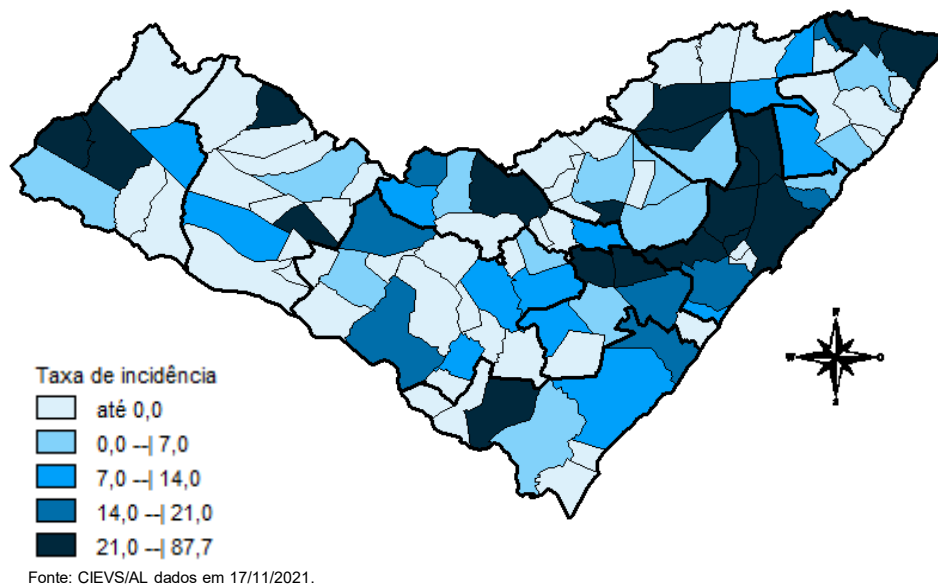 N
W O
S
Taxa de incidência
até 0,0
0,0 --| 7,0
7,0 --| 14,0
14,0 --| 21,0
21,0 --| 87,7
Fonte: CIEVS/AL dados em 17/11/2021.